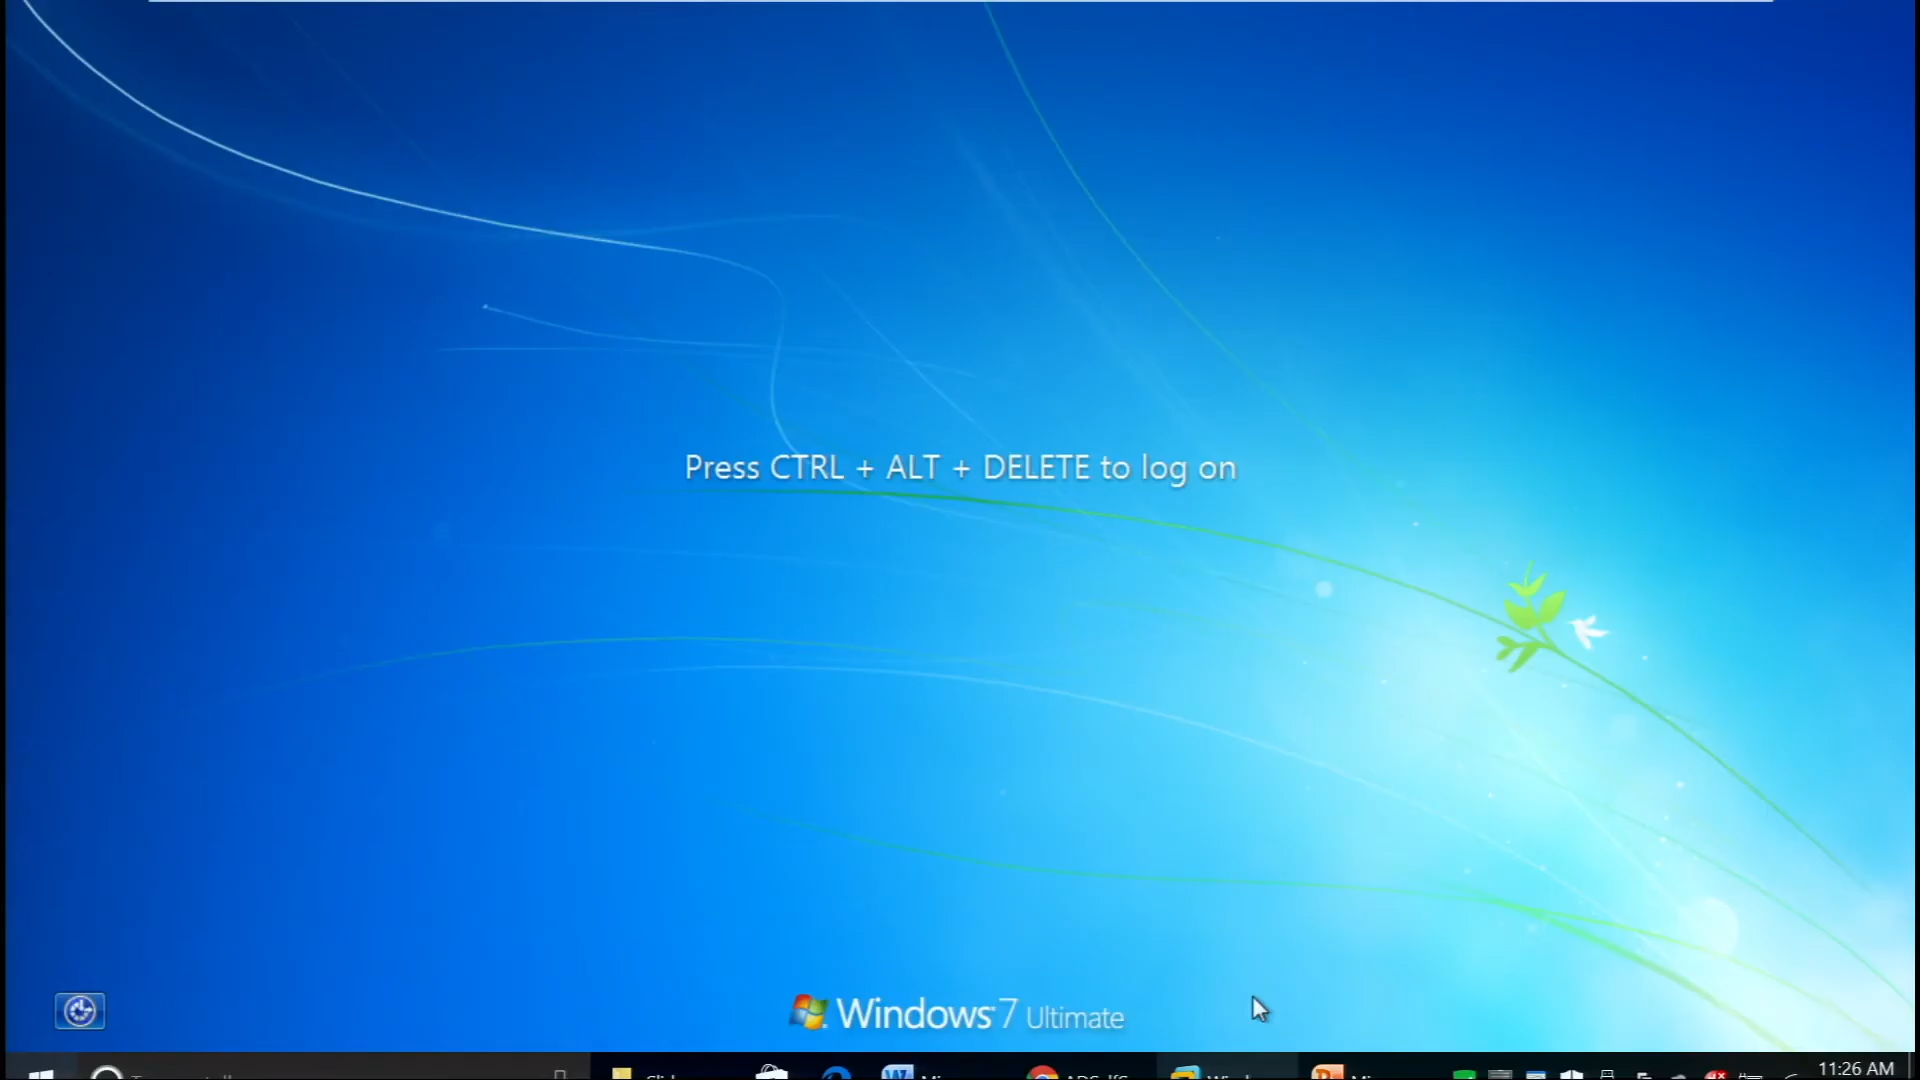 Press CTRL + ALT + DELETE to log on
Windows 7 Ultimate
11:26 AM